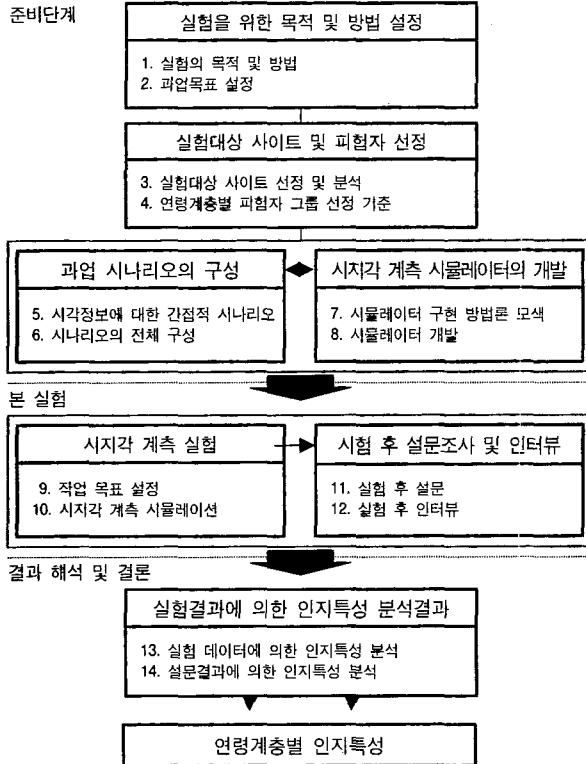 준비단계
실험을 위한 목적 및 방법 설정
1. 실험의 목적 및 방법
2. 과업목표 설정
실험대상 사이트 및 피험자 선정
3. 실험대상 사이트 선정 및 분석
4. 연령계층별 피험자 그룹 선정 기준
과업 시나리오의 구성
5. 시각정보에 대한 간접적 시나리오
6. 시나리오의 전체 구성
시지각 계측 시뮬레이터의 개발
7. 시뮬레이터 구현 방법론 모색
8. 시뮬레이터 개발
본 실험
시지각 계측 실험
9. 작업 목표 설정
10. 시지각 계측 시뮬레이션
시험 후 설문조사 및 인터뷰
11. 실험 후 설문
12. 실험 후 인터뷰
결과 해석 및 결론
실험결과에 의한 인지특성 분석결과
13. 실험 데이터에 의한 인지특성 분석
14. 설문결과에 의한 인지특성 분석
연령계층별 인지특성